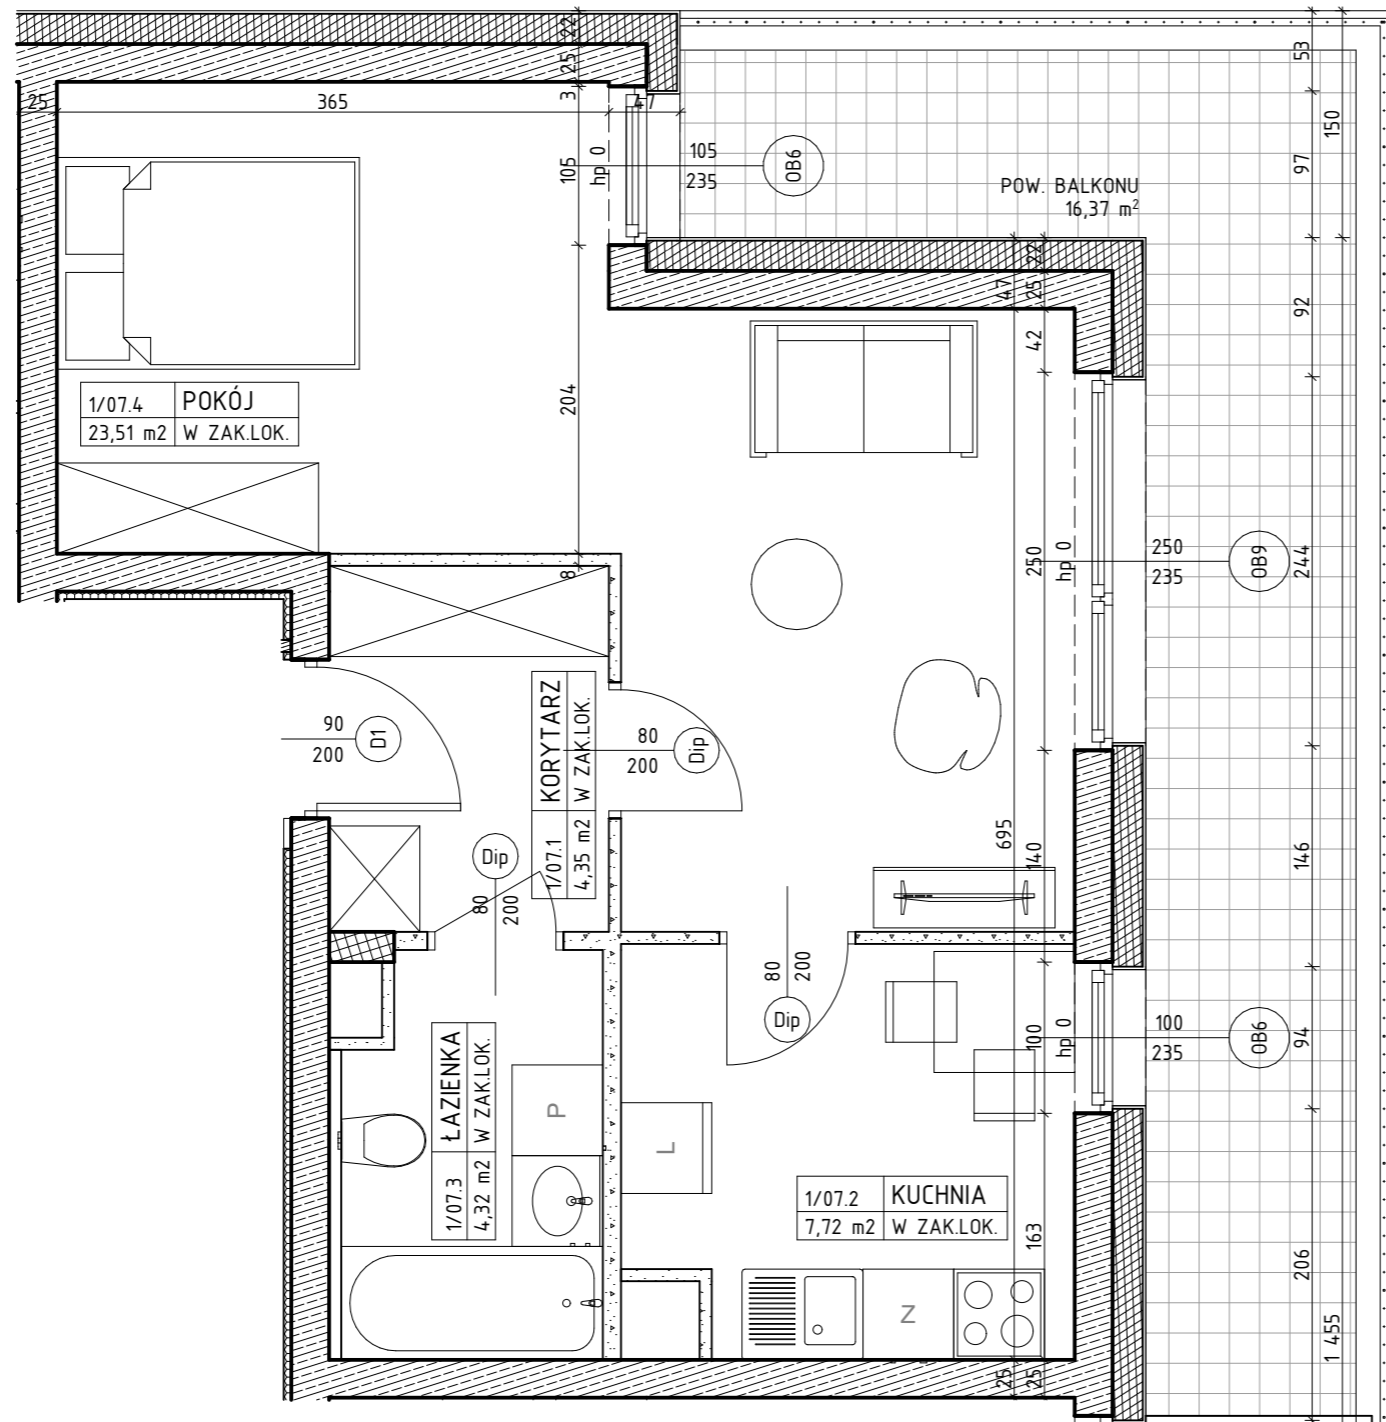 22
25
3
25
365
47
105
hp 0
105
235
OB6
53
150
97
POW. BALKONU
16,37 m²
22
47
25
92
42
204
1/07.4 POKÓJ
23,51 m2 W ZAK.LOK.
8
250
hp 0
250
235
OB9
244
90
200
D1
KORYTARZ
W ZAK.LOK.
1/07.1
4,35 m2
80
200
Dip
Dip
80
200
695
140
146
80
200
Dip
100
hp 0
100
235
OB6
94
ŁAZIENKA
W ZAK.LOK.
1/07.3
4,32 m2
P
L
1/07.2 KUCHNIA
7,72 m2 W ZAK.LOK.
163
206
Z
1 455
25
25